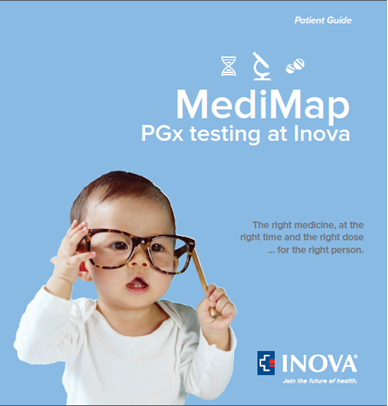 Patient Guide
MediMap
PGx testing at Inova
The right medicine, at the
right time and the right dose
... for the right person.
INOVA®
Join the future of health.